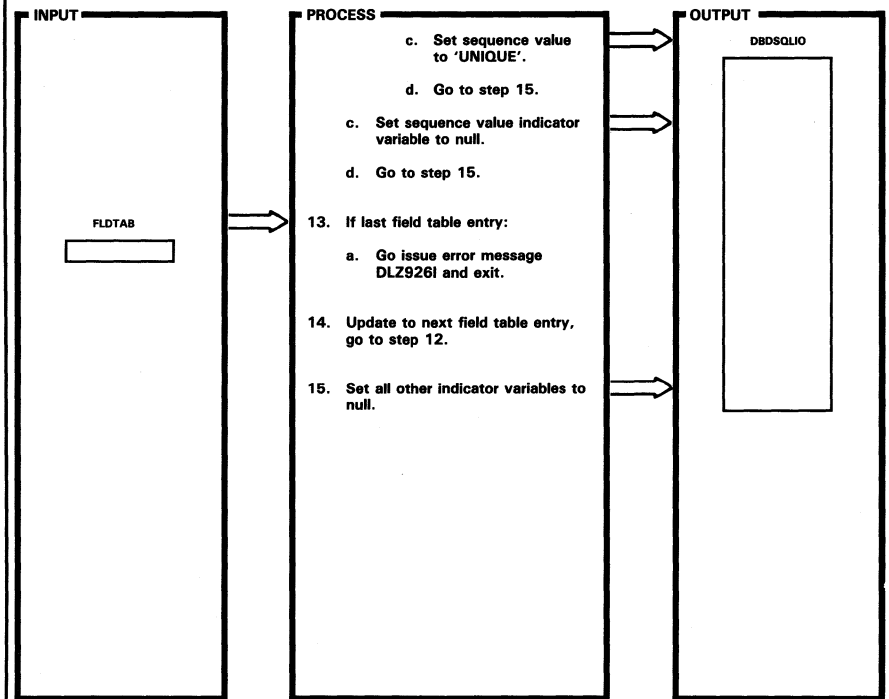 INPUT
FLDTAB
PROCESS
c. Set sequence value
to 'UNIQUE'.
d. Go to step 15.
c. Set sequence value indicator
variable to null.
d. Go to step 15.
13. If last field table entry:
a. Go issue error message
DLZ926I and exit.
14. Update to next field table entry,
go to step 12.
15. Set all other indicator variables to
null.
OUTPUT
DBDSQLIO